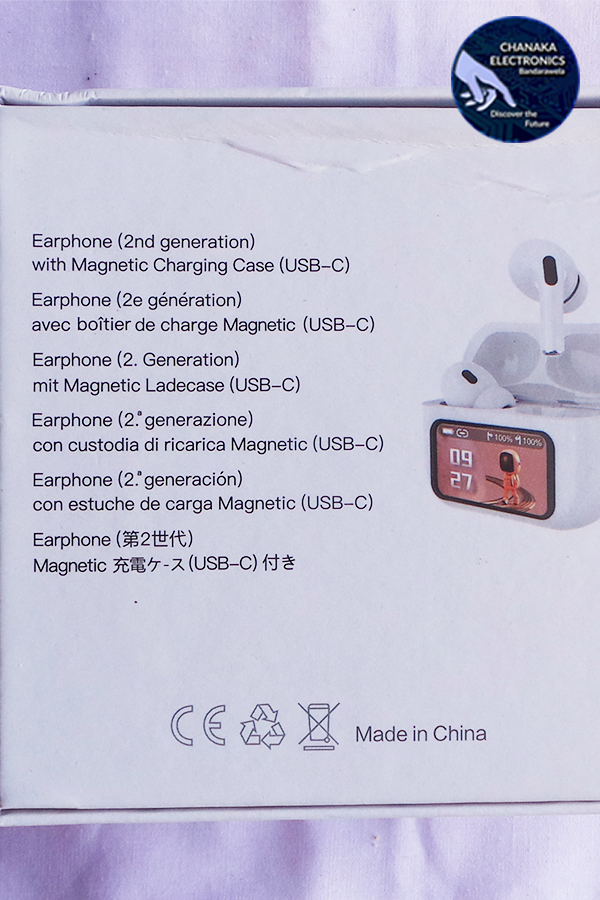 CHANAKA
ELECTRONICS
Bandarawela
Discover the
Future
Earphone (2nd generation)
with Magnetic Charging Case (USB–C)
Earphone (2e génération)
avec boîtier de charge Magnetic (USB–C)
Earphone (2. Generation)
mit Magnetic Ladecase (USB–C)
Earphone (2.ª generazione)
con custodia di ricarica Magnetic (USB–C)
Earphone (2.ª generación)
con estuche de carga Magnetic (USB–C)
Earphone (第2世代)
Magnetic 充電ケ-ス(USB–C) 付き
100% 100%
09
27
CE
Made in China